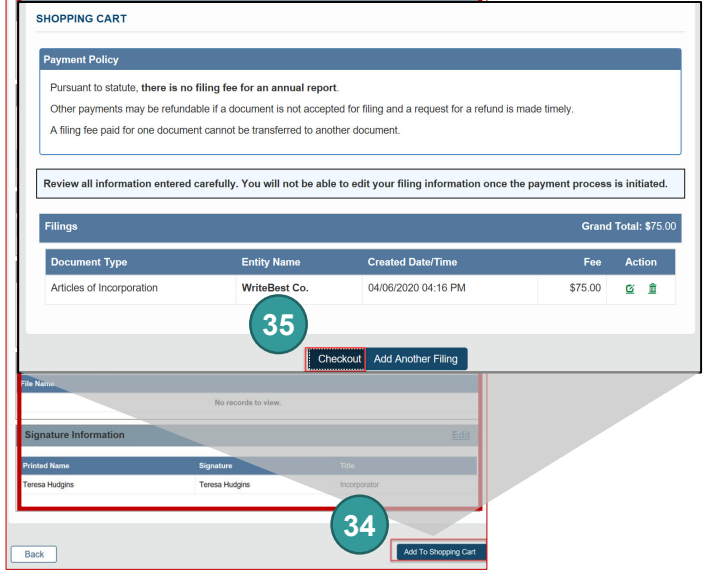 SHOPPING CART
Payment Policy
Pursuant to statute, there is no filing fee for an annual report.
Other payments may be refundable if a document is not accepted for filing and a request for a refund is made timely.
A filing fee paid for one document cannot be transferred to another document.
Review all information entered carefully. You will not be able to edit your filing information once the payment process is initiated.
Filings Grand Total: $75.00
Document Type Entity Name Created Date/Time Fee Action
Articles of Incorporation WriteBest Co. 04/06/2020 04:16 PM $75.00
35
Checkout Add Another Filing
File Name
No records to view.
Signature Information Edit
Printed Name Signature Title
Teresa Hudgins Teresa Hudgins Incorporator
34
Back Add To Shopping Cart